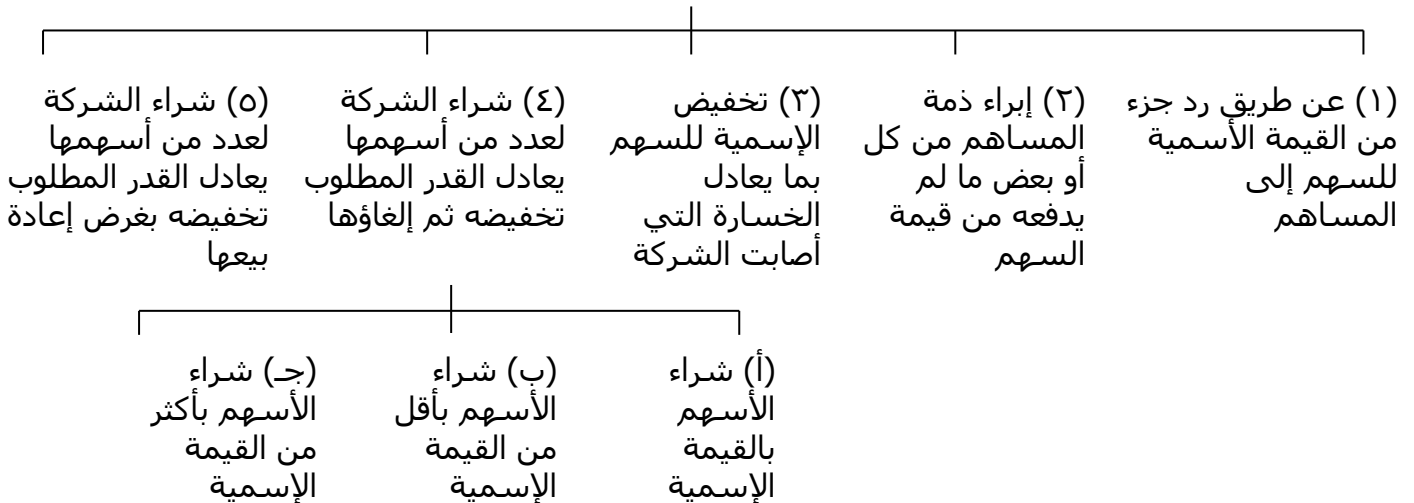 (١) عن طريق رد جزء
من القيمة الأسمية
للسهم إلى
المساهم
(٢) إبراء ذمة
المساهم من كل
أو بعض ما لم
يدفعه من قيمة
السهم
(٣) تخفيض
الإسمية للسهم
بما يعادل
الخسارة التي
أصابت الشركة
(٤) شراء الشركة
لعدد من أسهمها
يعادل القدر المطلوب
تخفيضه ثم إلغاؤها
(٥) شراء الشركة
لعدد من أسهمها
يعادل القدر المطلوب
تخفيضه بغرض إعادة
بيعها
(أ) شراء
الأسهم
بالقيمة
الإسمية
(ب) شراء
الأسهم بأقل
من القيمة
الإسمية
(جـ) شراء
الأسهم بأكثر
من القيمة
الإسمية